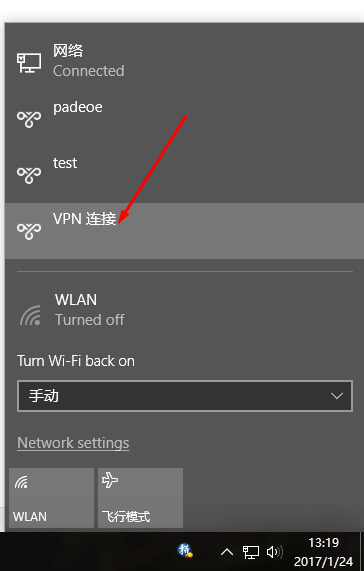 网络
Connected
padeoe
test
VPN 连接
WLAN
Turned off
Turn Wi-Fi back on
手动
Network settings
WLAN
飞行模式
13:19
2017/1/24